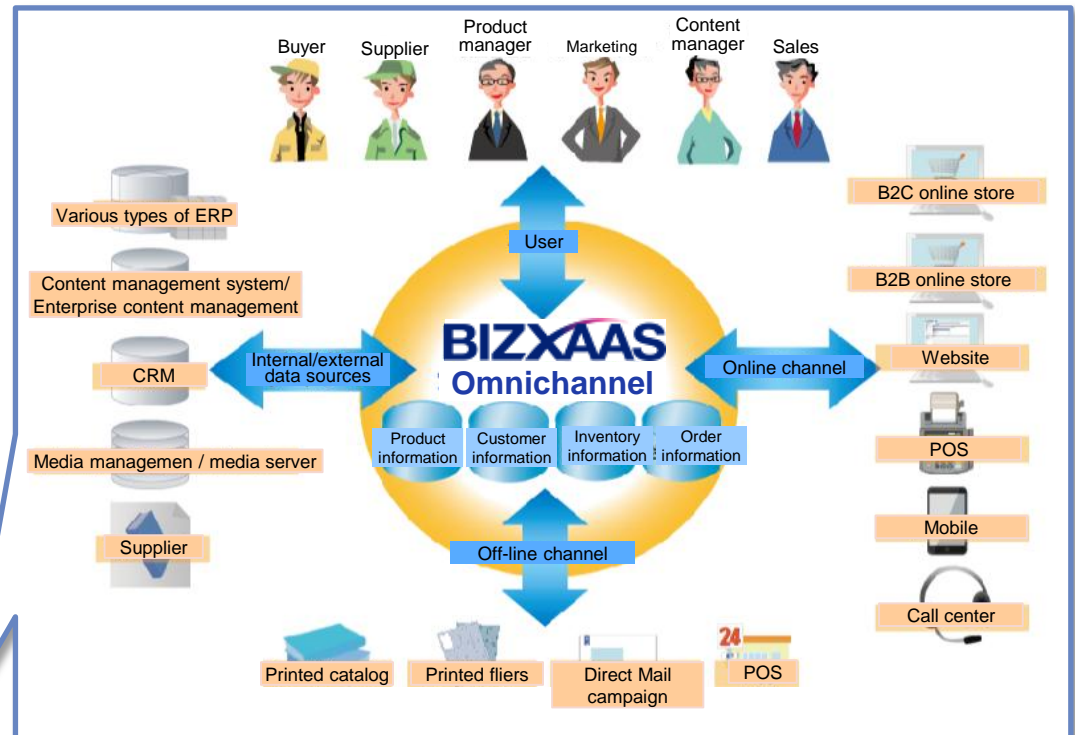 Buyer
Supplier
Product
manager
Marketing
Content
manager
Sales
Various types of ERP
Content management system/
Enterprise content management
CRM
Media managemen / media server
Supplier
User
Internal/external
data sources
BIZXAAS
Omnichannel
Product
information
Customer
information
Inventory
information
Order
information
Online channel
Off-line channel
B2C online store
B2B online store
Website
POS
Mobile
Call center
Printed catalog
Printed fliers
Direct Mail
campaign
24
POS